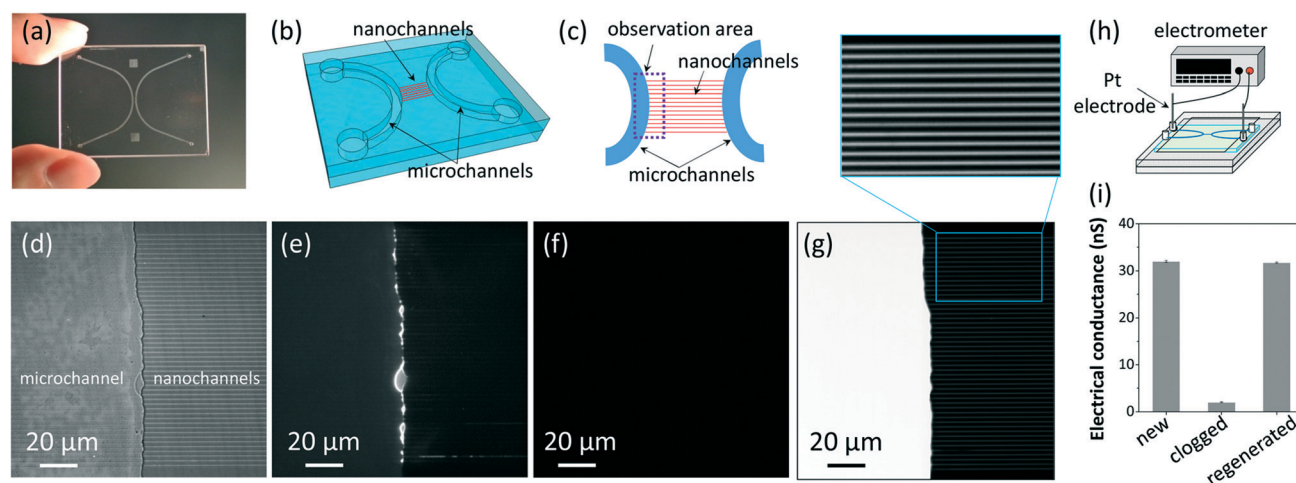 (a)
(b)
nanochannels
microchannels
(c)
observation area
nanochannels
microchannels
(h)
electrometer
Pt
electrode
(d)
microchannel
nanochannels
20 μm
(e)
20 μm
(f)
20 μm
(g)
20 μm
(i)
Electrical conductance (nS)
40
30
20
10
0
new
clogged
regenerated